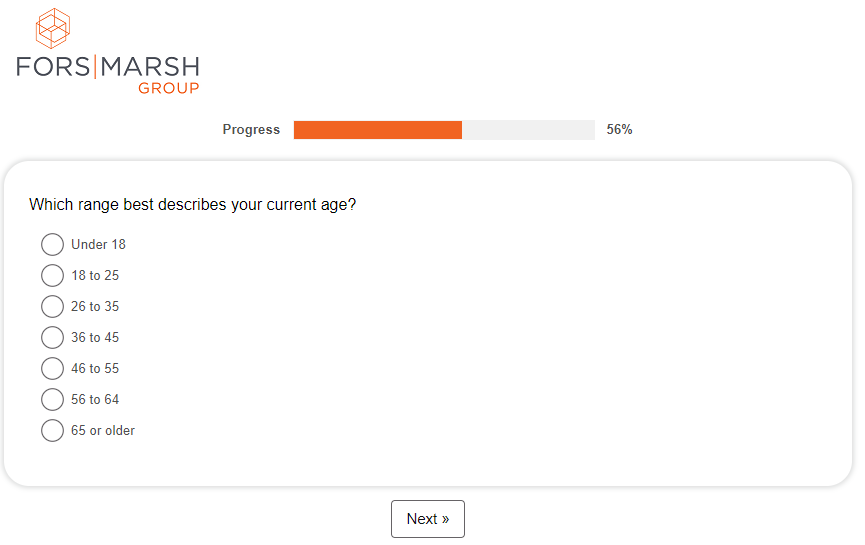 FORS|MARSH
GROUP
Progress 56%
Which range best describes your current age?
Under 18
18 to 25
26 to 35
36 to 45
46 to 55
56 to 64
65 or older
Next »